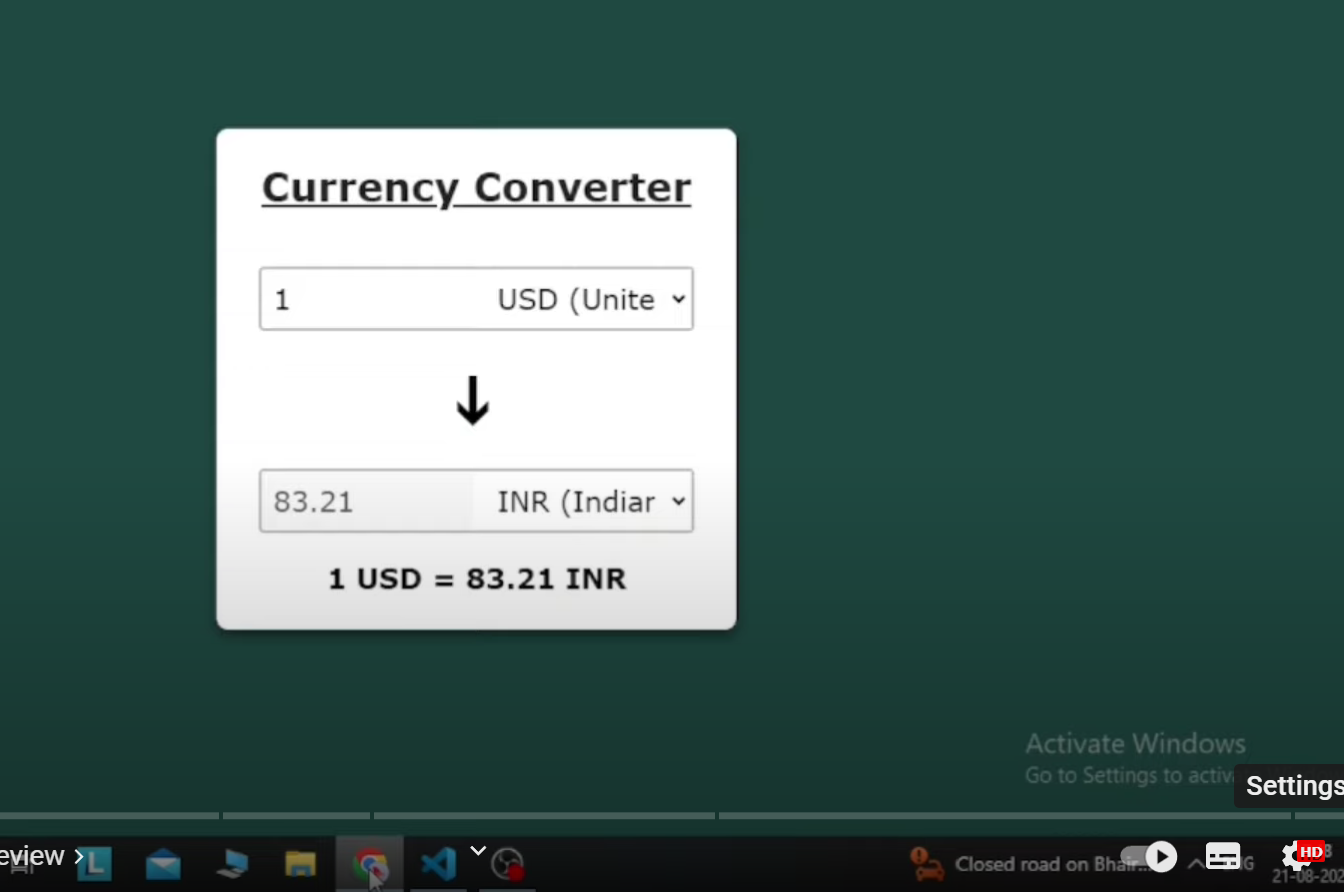 Currency Converter
1 USD (Unite
83.21 INR (Indiar
1 USD = 83.21 INR
Activate Windows
Go to Settings to activ
Settings
eview
L
Closed road on Bhair...
HD
21-08-202